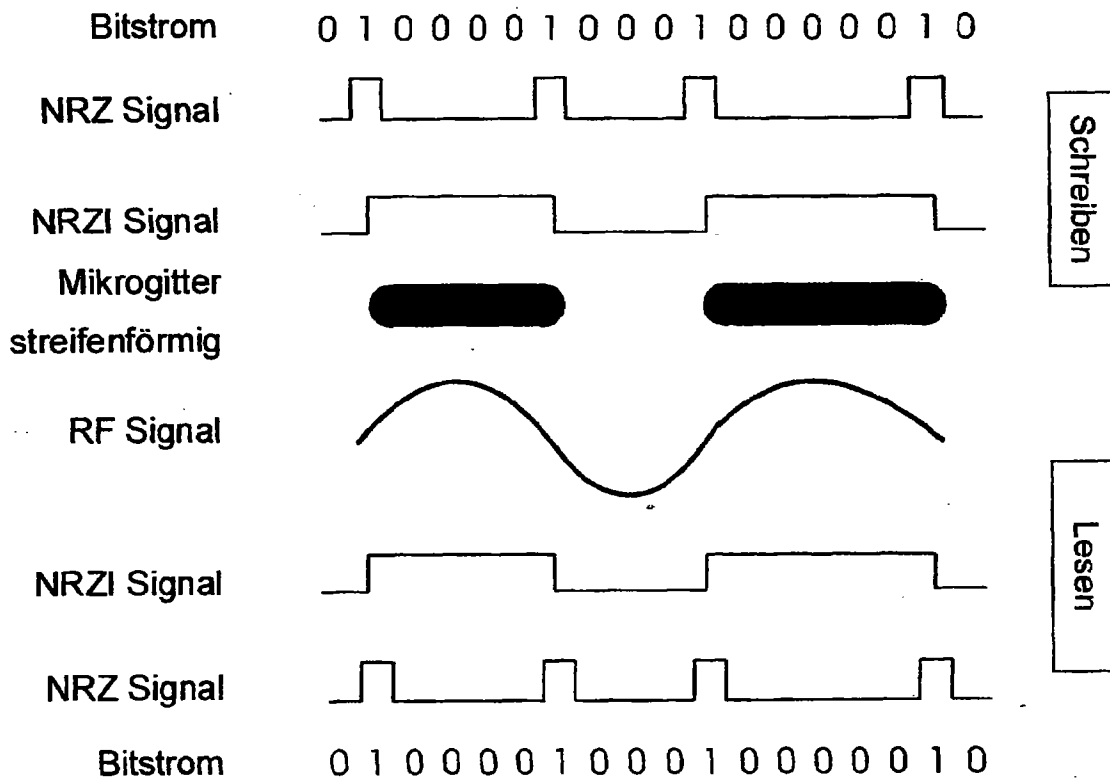 Bitstrom 0 1 0 0 0 0 1 0 0 0 1 0 0 0 0 0 1 0
NRZ Signal
NRZI Signal
Mikrogitter
streifenförmig
RF Signal
NRZI Signal
NRZ Signal
Bitstrom 0 1 0 0 0 0 1 0 0 0 1 0 0 0 0 0 1 0
Schreiben
Lesen